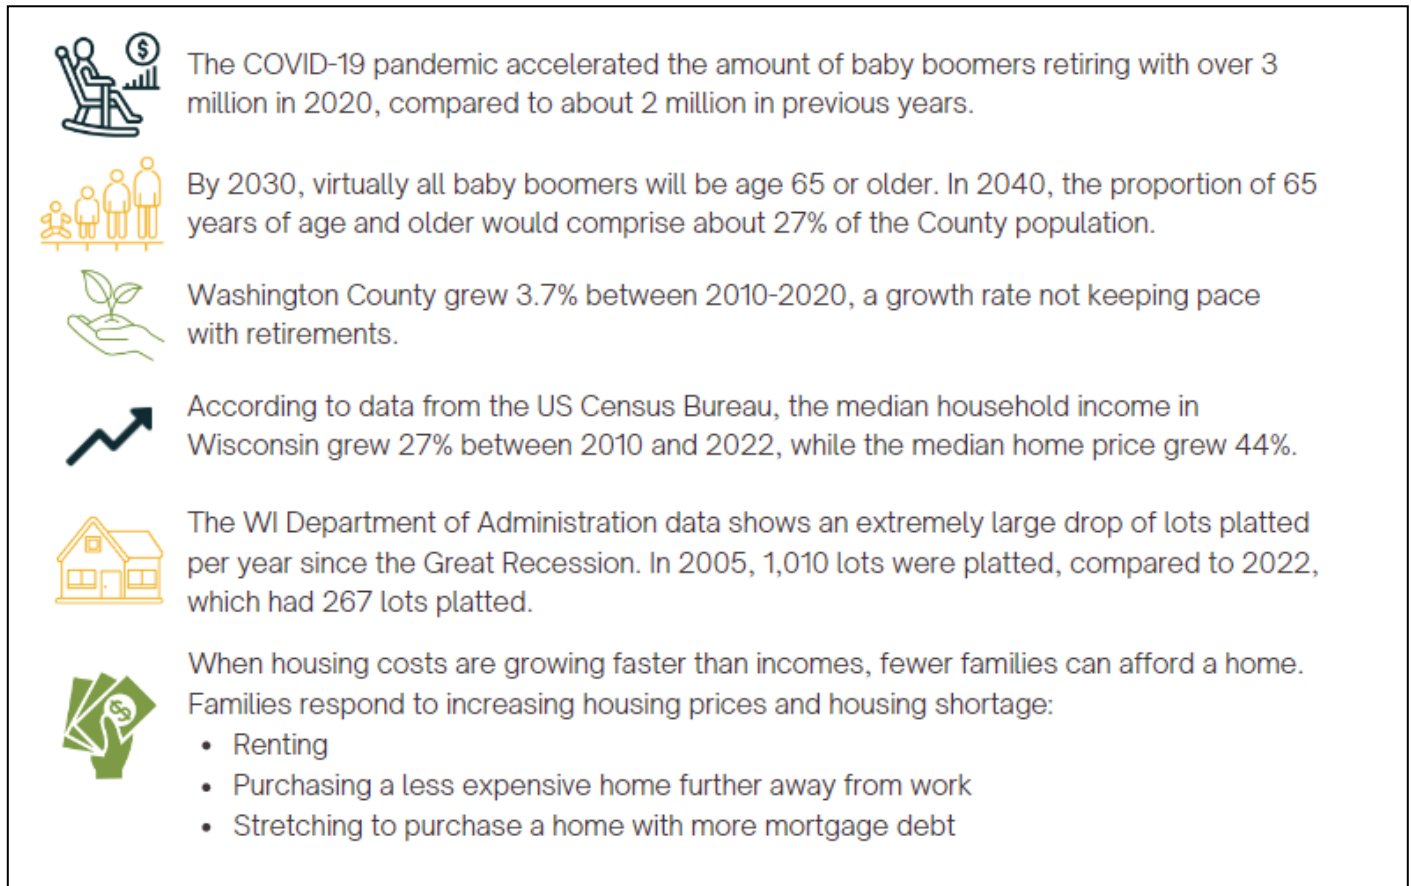 The COVID-19 pandemic accelerated the amount of baby boomers retiring with over 3
million in 2020, compared to about 2 million in previous years.
By 2030, virtually all baby boomers will be age 65 or older. In 2040, the proportion of 65
years of age and older would comprise about 27% of the County population.
Washington County grew 3.7% between 2010-2020, a growth rate not keeping pace
with retirements.
According to data from the US Census Bureau, the median household income in
Wisconsin grew 27% between 2010 and 2022, while the median home price grew 44%.
The WI Department of Administration data shows an extremely large drop of lots platted
per year since the Great Recession. In 2005, 1,010 lots were platted, compared to 2022,
which had 267 lots platted.
When housing costs are growing faster than incomes, fewer families can afford a home.
Families respond to increasing housing prices and housing shortage:
• Renting
• Purchasing a less expensive home further away from work
• Stretching to purchase a home with more mortgage debt